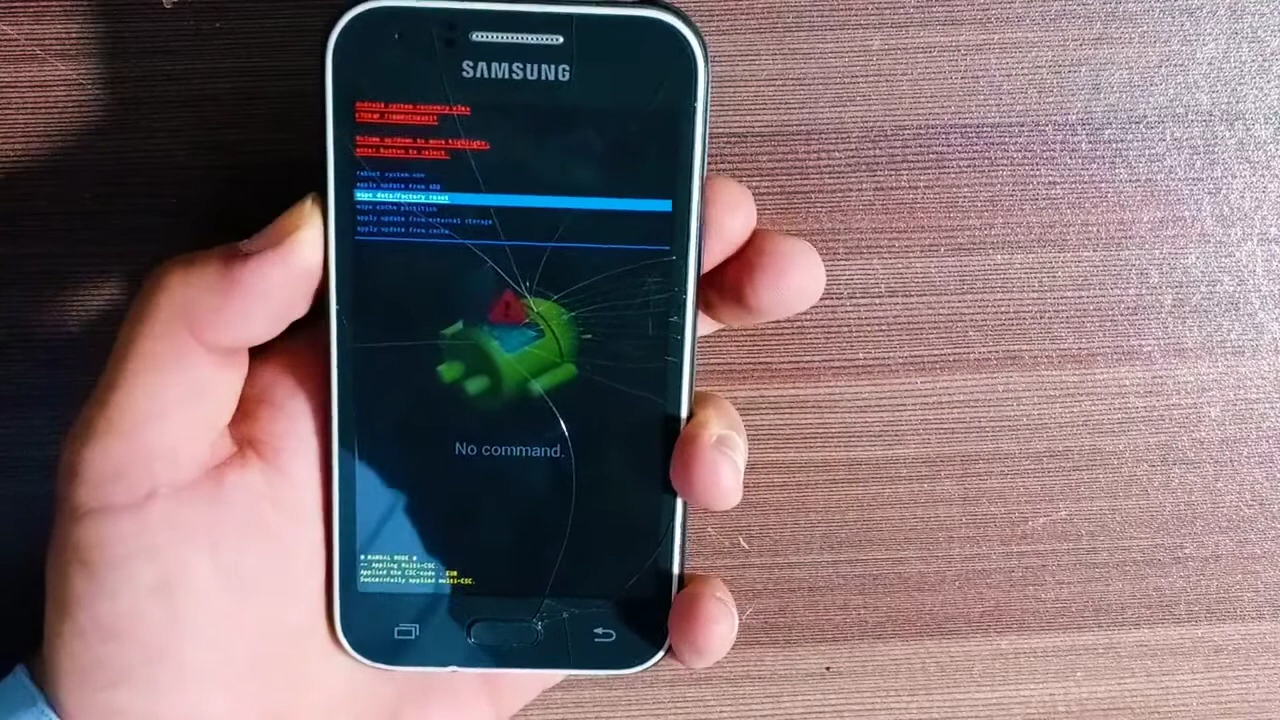 SAMSUNG
Android system recovery <3e>
Volume up/down to move highlight;
enter button to select.
reboot system now
apply update from ADB
wipe data/factory reset
wipe cache partition
apply update from external storage
apply update from cache
No command.
# MANUAL MODE #
-- Appling Multi-CSC...
Applied the CSC-code : EUR
Successfully applied multi-CSC.